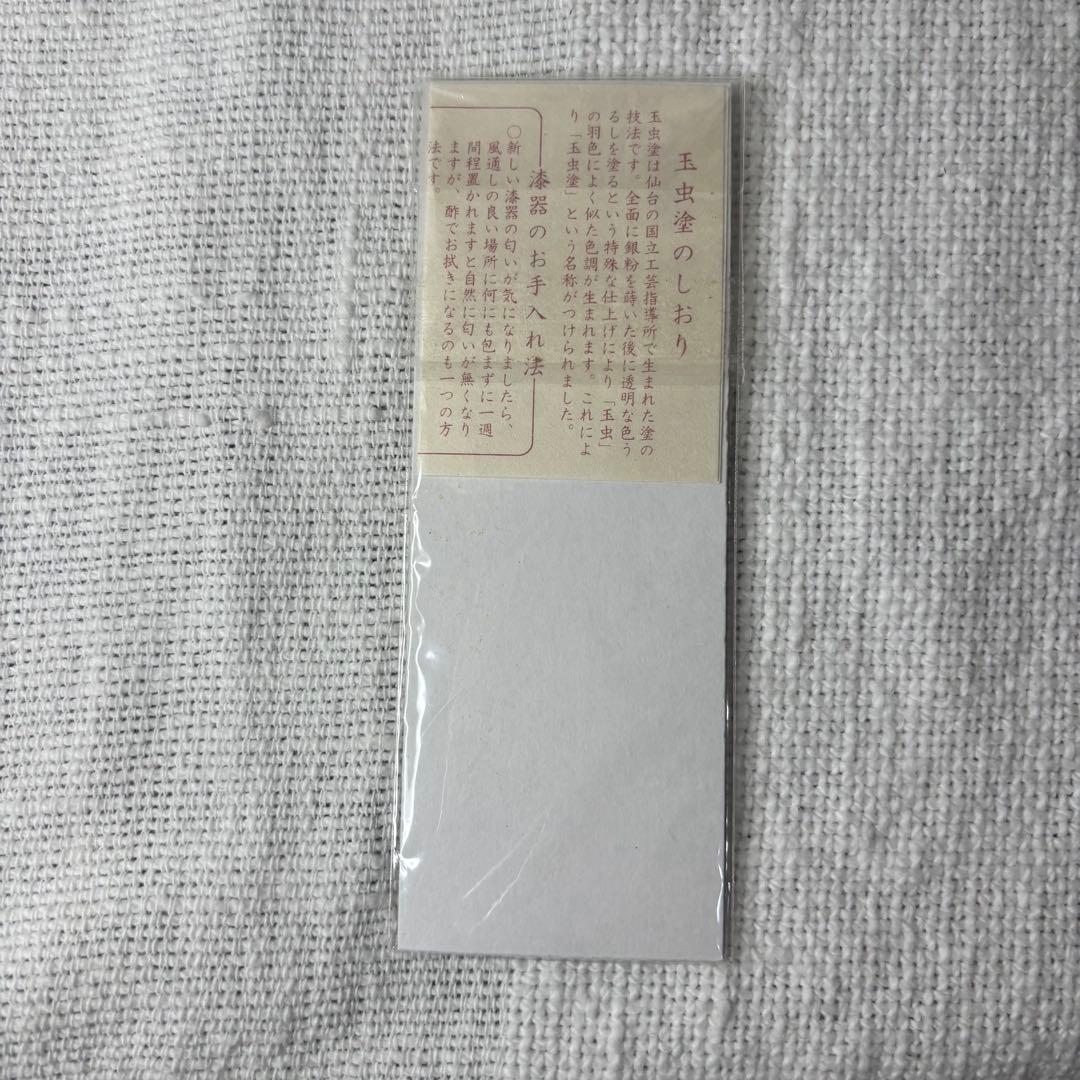 玉虫塗のしおり
玉虫塗は仙台の国立工芸指導所で生まれた塗の
技法です。全面に銀粉を蒔いた後に透明な色う
るしを塗るという特殊な仕上げにより「玉虫」
の羽色によく似た色調が生まれます。これによ
り「玉虫塗」という名称がつけられました。
漆器のお手入れ法
○新しい漆器の匂いが気になりましたら、
風通しの良い場所に何にも包まずに一週
間程置かれますと自然に匂いが無くなり
ますが、酢でお拭きになるのも一つの方
法です。